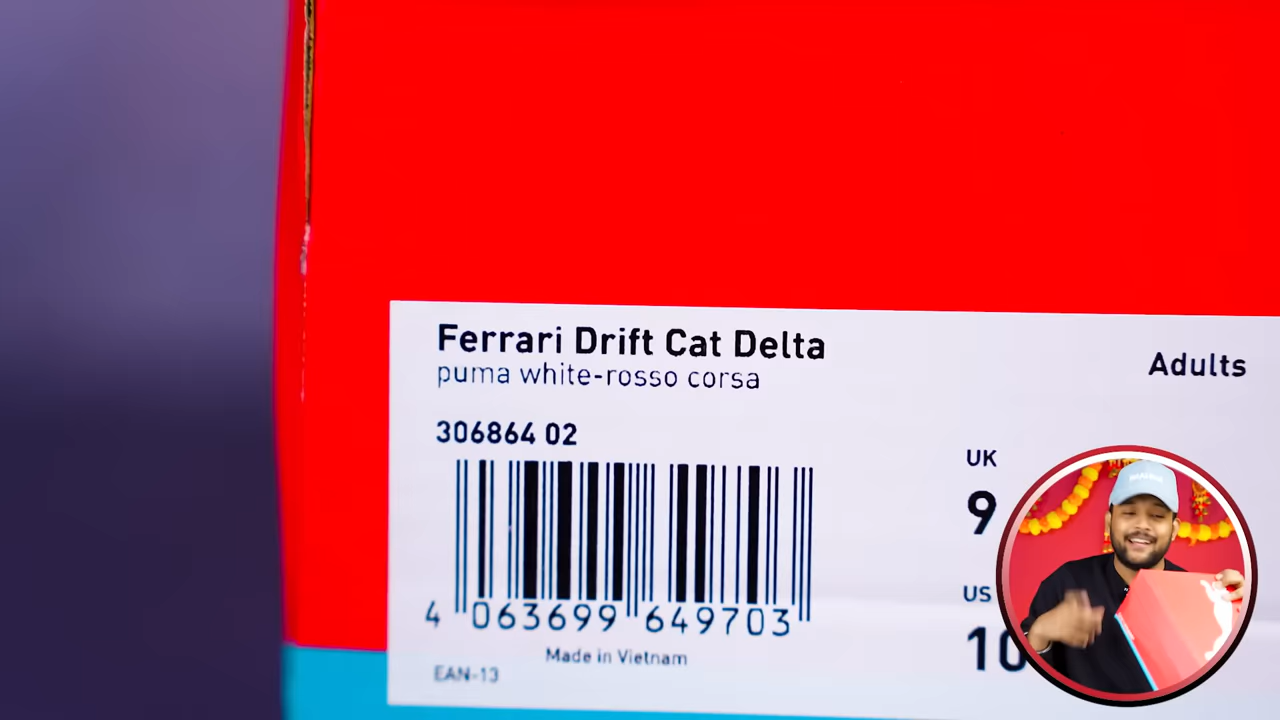 Ferrari Drift Cat Delta
puma white-rosso corsa
Adults
306864 02
UK
9
US
10
4 063699 649703
Made in Vietnam
EAN-13